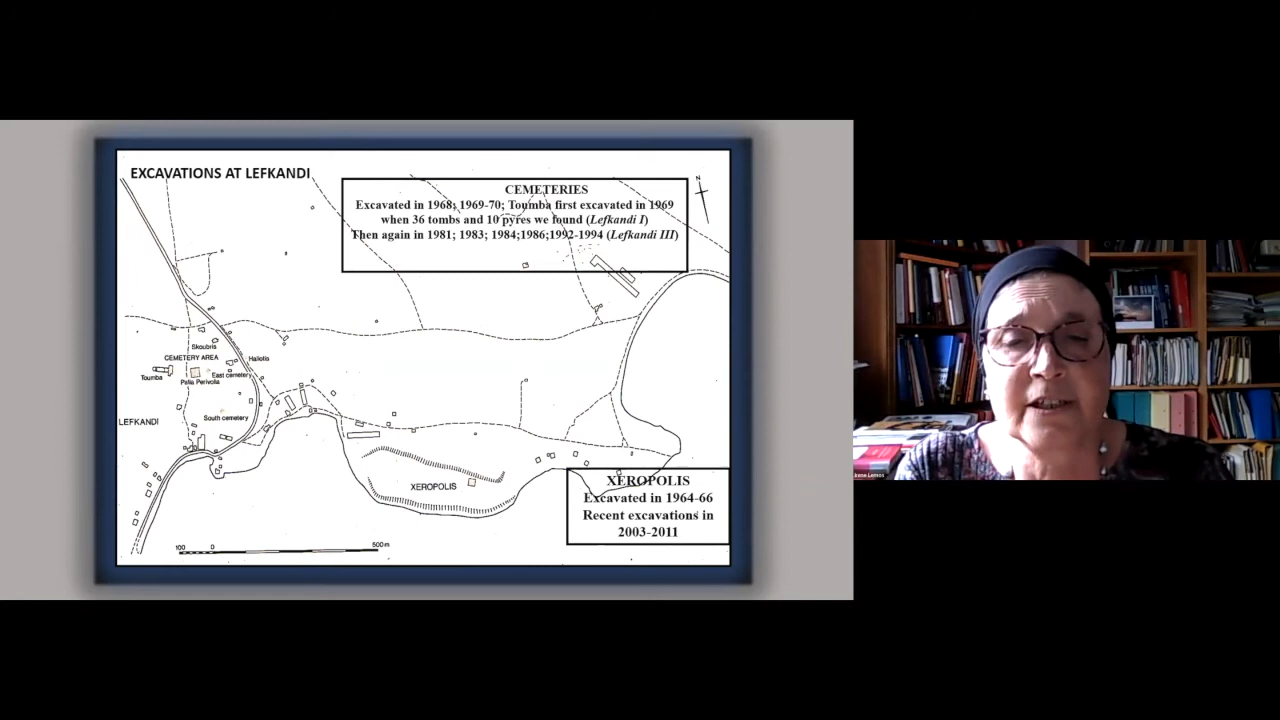 EXCAVATIONS AT LEFKANDI
CEMETERIES
Excavated in 1968; 1969-70; Toumba first excavated in 1969
when 36 tombs and 10 pyres we found (Lefkandi I)
Then again in 1981; 1983; 1984;1986;1992-1994 (Lefkandi III)
N
Skoubris
CEMETERY AREA
Haliotis
Toumba
East cemetery
Palia Perivolia
South cemetery
LEFKANDI
XEROPOLIS
XEROPOLIS
Excavated in 1964-66
Recent excavations in
2003-2011
100 0 500m
Irene Lemos